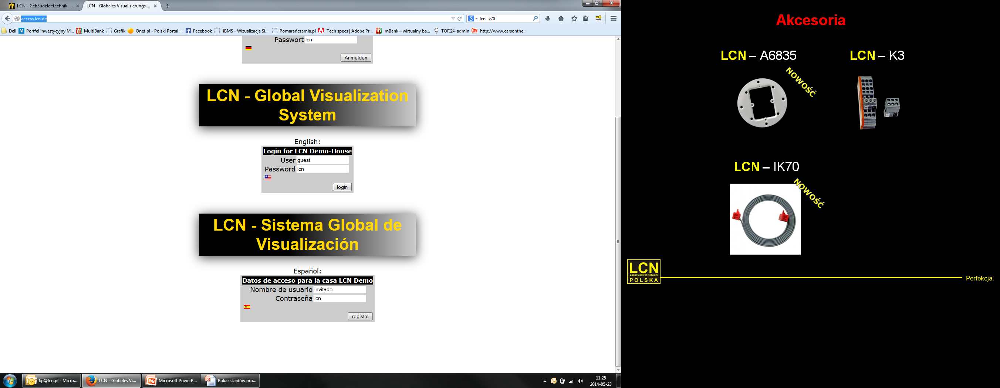 LCN - Gebäudeleittechnik ...
LCN - Globales Visualisierungs ...
access.lcn.de
lcn-ik70
Dell
Portfel inwestycyjny M...
MultiBank
Grafik
Onet.pl - Polski Portal ...
Facebook
iBMS - Wizualizacja Si...
Pomarańczarnia.pl
Tech specs | Adobe Pr...
mBank – wirtualny ba...
TOFI24-admin
http://www.carsonthe...
Passwort lcn
Anmelden
LCN - Global Visualization
System
English:
Login for LCN Demo-House
User guest
Password lcn
login
LCN - Sistema Global de
Visualización
Español:
Datos de acceso para la casa LCN Demo
Nombre de usuario invitado
Contraseña lcn
registro
kp@lcn.pl - Micro...
LCN - Globales Vi...
Microsoft PowerP...
Pokaz slajdów pro...
11:25
2014-05-23
Akcesoria
LCN – A6835
NOWOŚĆ
LCN – K3
LCN – IK70
NOWOŚĆ
LCN
Local Control Network
POLSKA
Perfekcja.